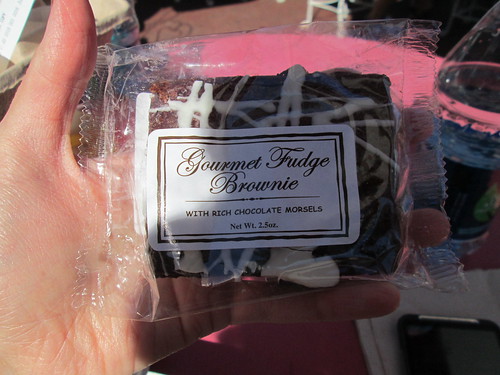 Gourmet Fudge
Brownie
WITH RICH CHOCOLATE MORSELS
Net Wt. 2.5oz.